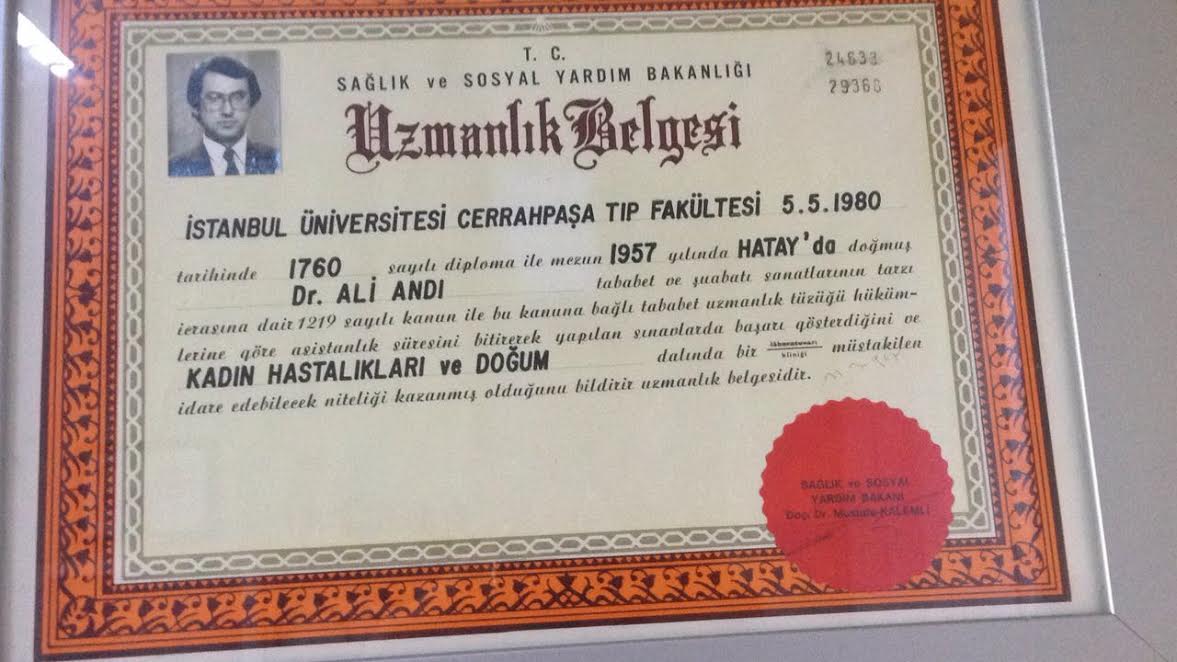 T. C.
SAĞLIK ve SOSYAL YARDIM BAKANLIĞI
24633
29366
Uzmanlık Belgesi
İSTANBUL ÜNİVERSİTESİ CERRAHPAŞA TIP FAKÜLTESİ 5.5.1980
tarihinde 1760 sayılı diploma ile mezun 1957 yılında HATAY'da doğmuş
Dr. ALİ ANDI tababet ve şuabatı sanatlarının tarzı
icrasına dair 1219 sayılı kanun ile bu kanuna bağlı tababet uzmanlık tüzüğü hüküm-
lerine göre asistanlık süresini bitirerek yapılan sınavlarda başarı gösterdiğini ve
KADIN HASTALIKLARI ve DOĞUM dalında bir lâboratuvarı kliniği müstakilen
idare edebilecek niteliği kazanmış olduğunu bildirir uzmanlık belgesidir.
SAĞLIK ve SOSYAL
YARDIM BAKANI
Doç. Dr. Mustafa KALEMLİ